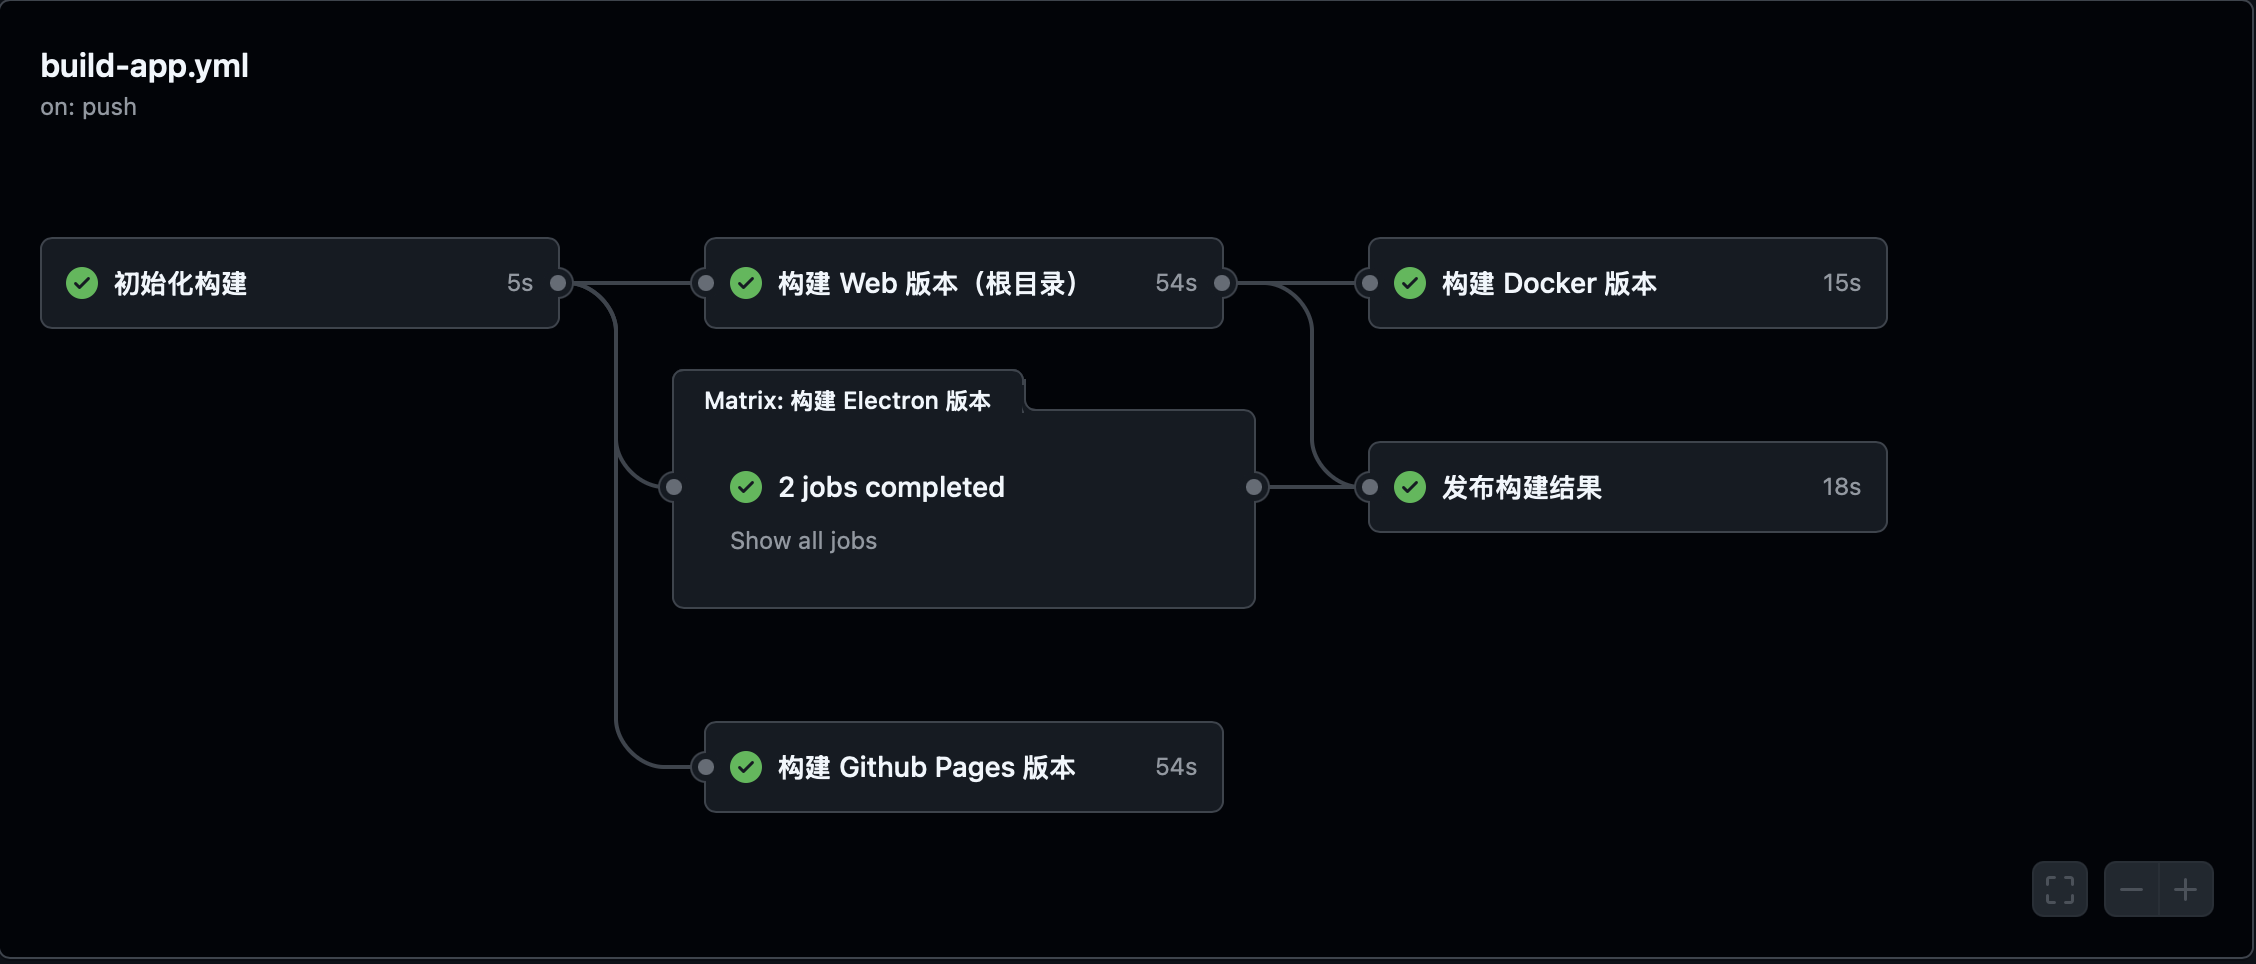 build-app.yml
on: push
初始化构建 5s
构建 Web 版本（根目录） 54s
构建 Docker 版本 15s
Matrix: 构建 Electron 版本
2 jobs completed
Show all jobs
发布构建结果 18s
构建 Github Pages 版本 54s